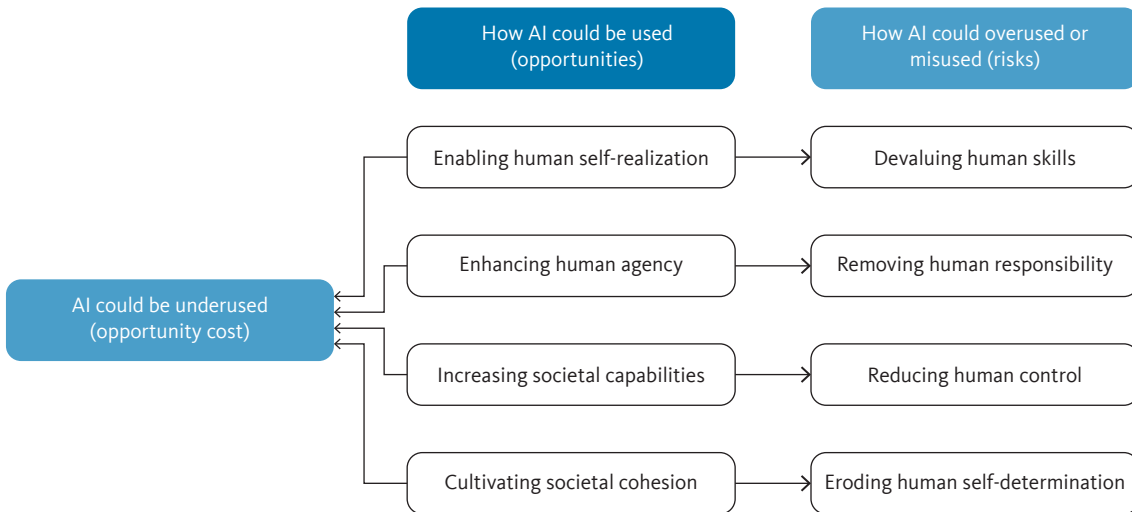 How AI could be used
(opportunities)
How AI could overused or
misused (risks)
Enabling human self-realization
Devaluing human skills
Enhancing human agency
Removing human responsibility
AI could be underused
(opportunity cost)
Increasing societal capabilities
Reducing human control
Cultivating societal cohesion
Eroding human self-determination